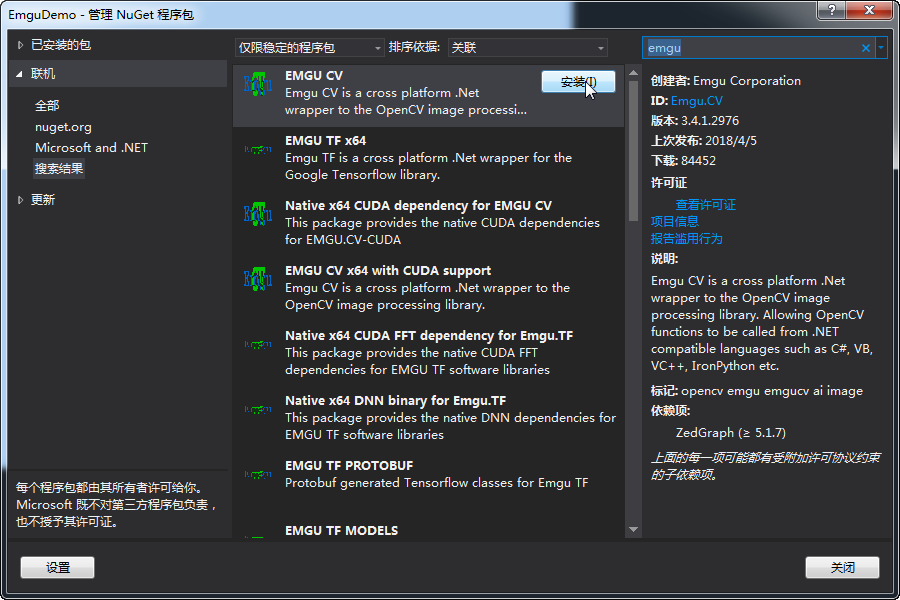 EmguDemo - 管理 NuGet 程序包
已安装的包
联机
全部
nuget.org
Microsoft and .NET
搜索结果
更新
每个程序包都由其所有者许可给你。
Microsoft 既不对第三方程序包负责，
也不授予其许可证。
仅限稳定的程序包
排序依据:
关联
EMGU CV
Emgu CV is a cross platform .Net
wrapper to the OpenCV image processi...
安装(I)
EMGU TF x64
Emgu TF is a cross platform .Net wrapper for the
Google Tensorflow library.
Native x64 CUDA dependency for EMGU CV
This package provides the native CUDA dependencies
for EMGU.CV-CUDA
EMGU CV x64 with CUDA support
Emgu CV is a cross platform .Net wrapper to the
OpenCV image processing library.
Native x64 CUDA FFT dependency for Emgu.TF
This package provides the native CUDA FFT
dependencies for EMGU TF software libraries
Native x64 DNN binary for Emgu.TF
This package provides the native DNN dependencies for
EMGU TF software libraries
EMGU TF PROTOBUF
Protobuf generated Tensorflow classes for Emgu TF
EMGU TF MODELS
emgu
创建者: Emgu Corporation
ID: Emgu.CV
版本: 3.4.1.2976
上次发布: 2018/4/5
下载: 84452
许可证
查看许可证
项目信息
报告滥用行为
说明:
Emgu CV is a cross platform .Net
wrapper to the OpenCV image
processing library. Allowing OpenCV
functions to be called from .NET
compatible languages such as C#, VB,
VC++, IronPython etc.
标记: opencv emgu emgucv ai image
依赖项:
ZedGraph (≥ 5.1.7)
上面的每一项可能都有受附加许可协议约束
的子依赖项。
设置
关闭